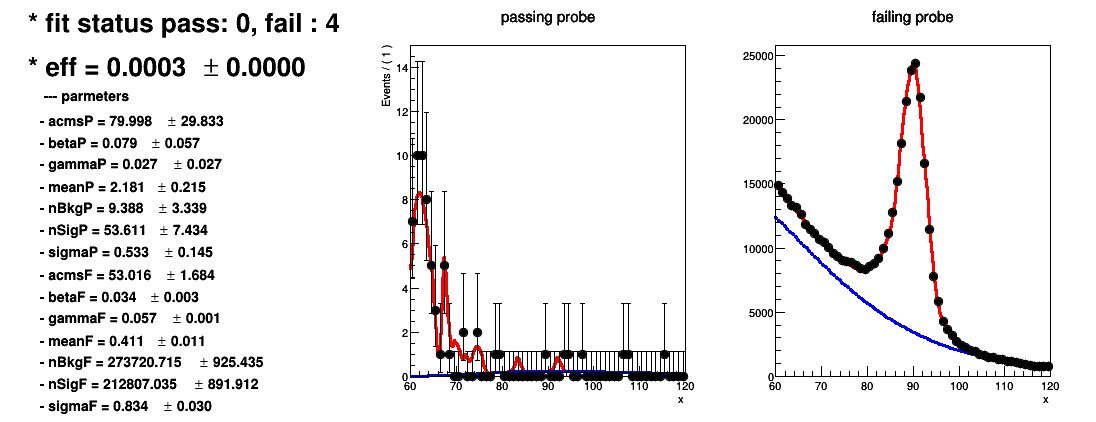 * fit status pass: 0, fail : 4
* eff = 0.0003 ± 0.0000
--- parmeters
- acmsP = 79.998 ± 29.833
- betaP = 0.079 ± 0.057
- gammaP = 0.027 ± 0.027
- meanP = 2.181 ± 0.215
- nBkgP = 9.388 ± 3.339
- nSigP = 53.611 ± 7.434
- sigmaP = 0.533 ± 0.145
- acmsF = 53.016 ± 1.684
- betaF = 0.034 ± 0.003
- gammaF = 0.057 ± 0.001
- meanF = 0.411 ± 0.011
- nBkgF = 273720.715 ± 925.435
- nSigF = 212807.035 ± 891.912
- sigmaF = 0.834 ± 0.030
passing probe
Events / ( 1 )
14
12
10
8
6
4
2
0
60 70 80 90 100 110 120
x
failing probe
25000
20000
15000
10000
5000
0
60 70 80 90 100 110 120
x